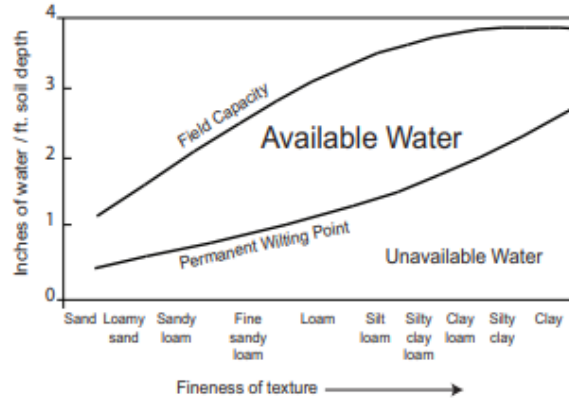 4
3
2
1
0
Inches of water / ft. soil depth
Field Capacity
Available Water
Permanent Wilting Point
Unavailable Water
Sand
Loamy
sand
Sandy
loam
Fine
sandy
loam
Loam
Silt
loam
Silty
clay
loam
Clay
loam
Silty
clay
Clay
Fineness of texture